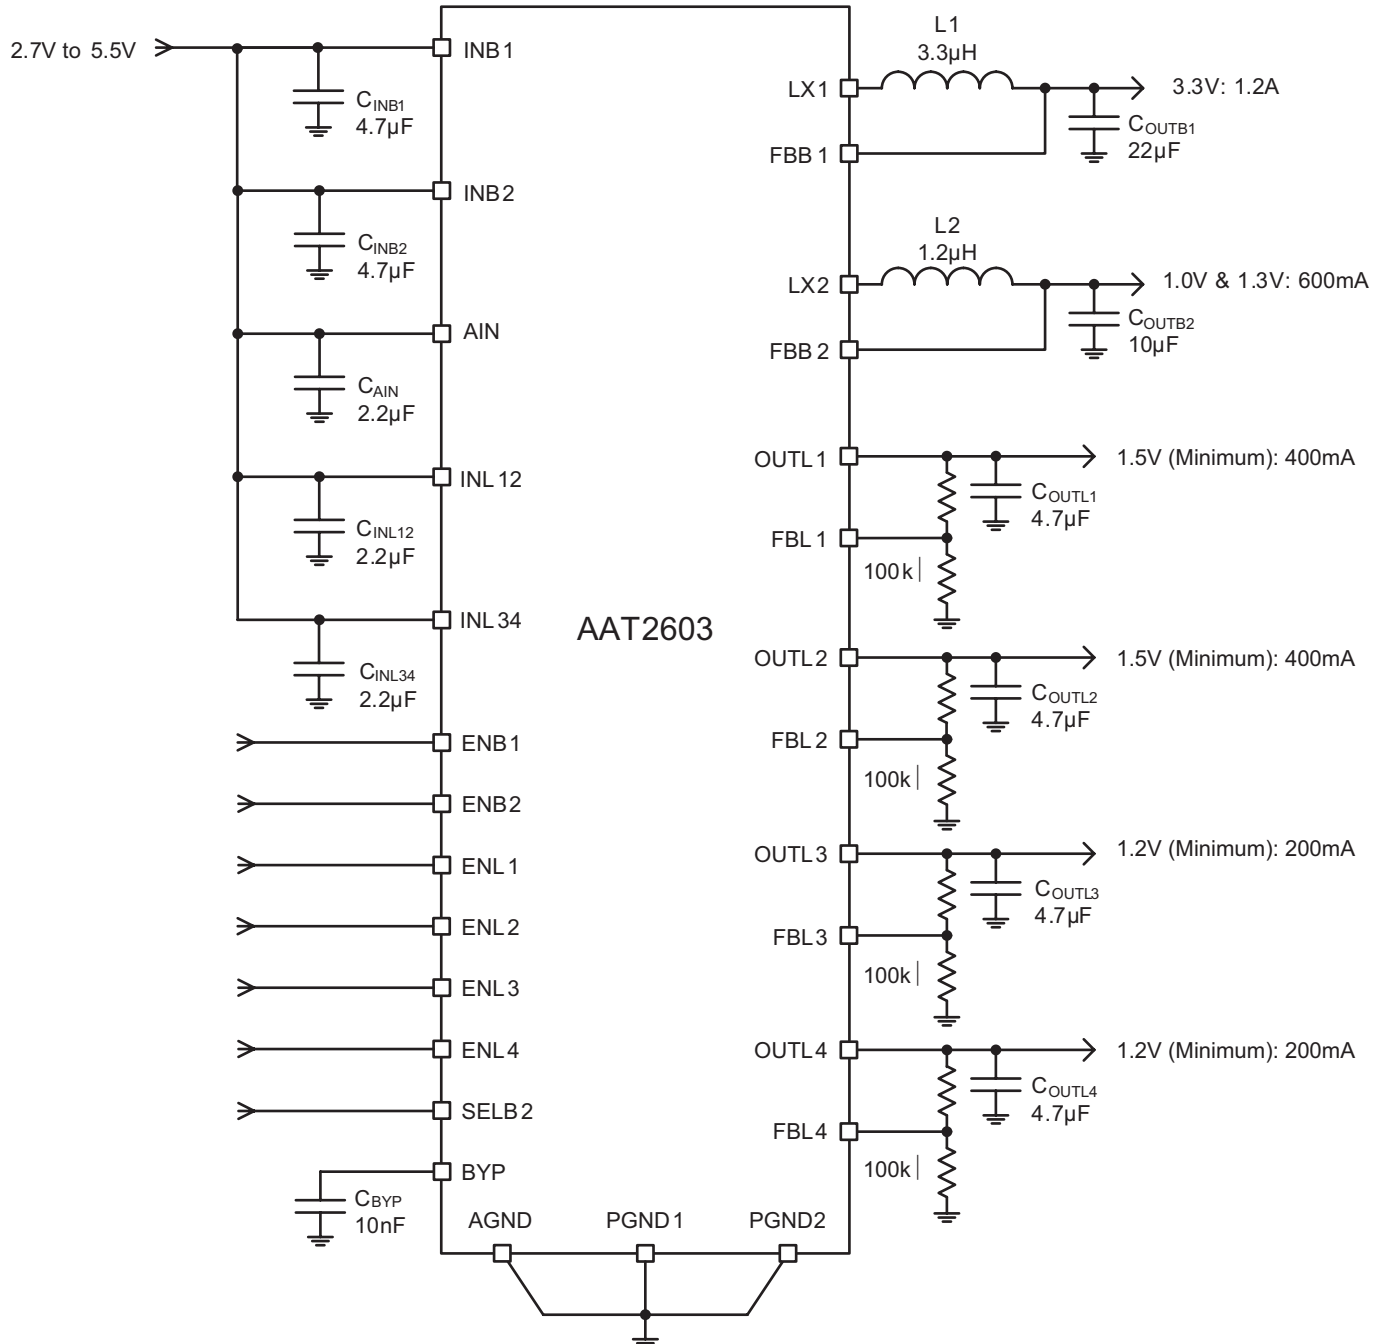 2.7V to 5.5V
INB1
CINB1
4.7µF
INB2
CINB2
4.7µF
AIN
CAIN
2.2µF
INL12
CINL12
2.2µF
INL34
CINL34
2.2µF
ENB1
ENB2
ENL1
ENL2
ENL3
ENL4
SELB2
BYP
CBYP
10nF
AGND
PGND1
PGND2
AAT2603
L1
3.3µH
LX1
3.3V: 1.2A
COUTB1
22µF
FBB1
L2
1.2µH
LX2
1.0V & 1.3V: 600mA
COUTB2
10µF
FBB2
OUTL1
1.5V (Minimum): 400mA
COUTL1
4.7µF
FBL1
100k
OUTL2
1.5V (Minimum): 400mA
COUTL2
4.7µF
FBL2
100k
OUTL3
1.2V (Minimum): 200mA
COUTL3
4.7µF
FBL3
100k
OUTL4
1.2V (Minimum): 200mA
COUTL4
4.7µF
FBL4
100k